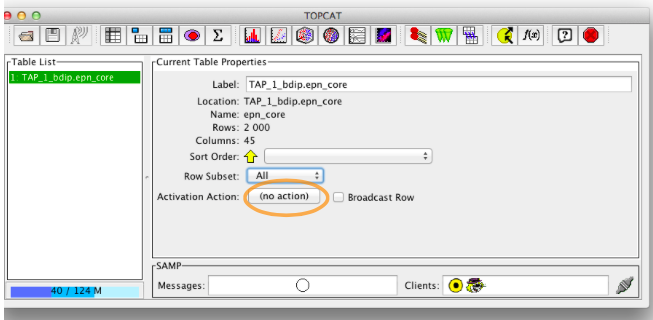 TOPCAT
Σ
f(x)
?
Table List
1: TAP_1_bdip.epn_core
Current Table Properties
Label: TAP_1_bdip.epn_core
Location: TAP_1_bdip.epn_core
Name: epn_core
Rows: 2 000
Columns: 45
Sort Order:
Row Subset: All
Activation Action: (no action) Broadcast Row
SAMP
Messages: Clients:
40 / 124 M